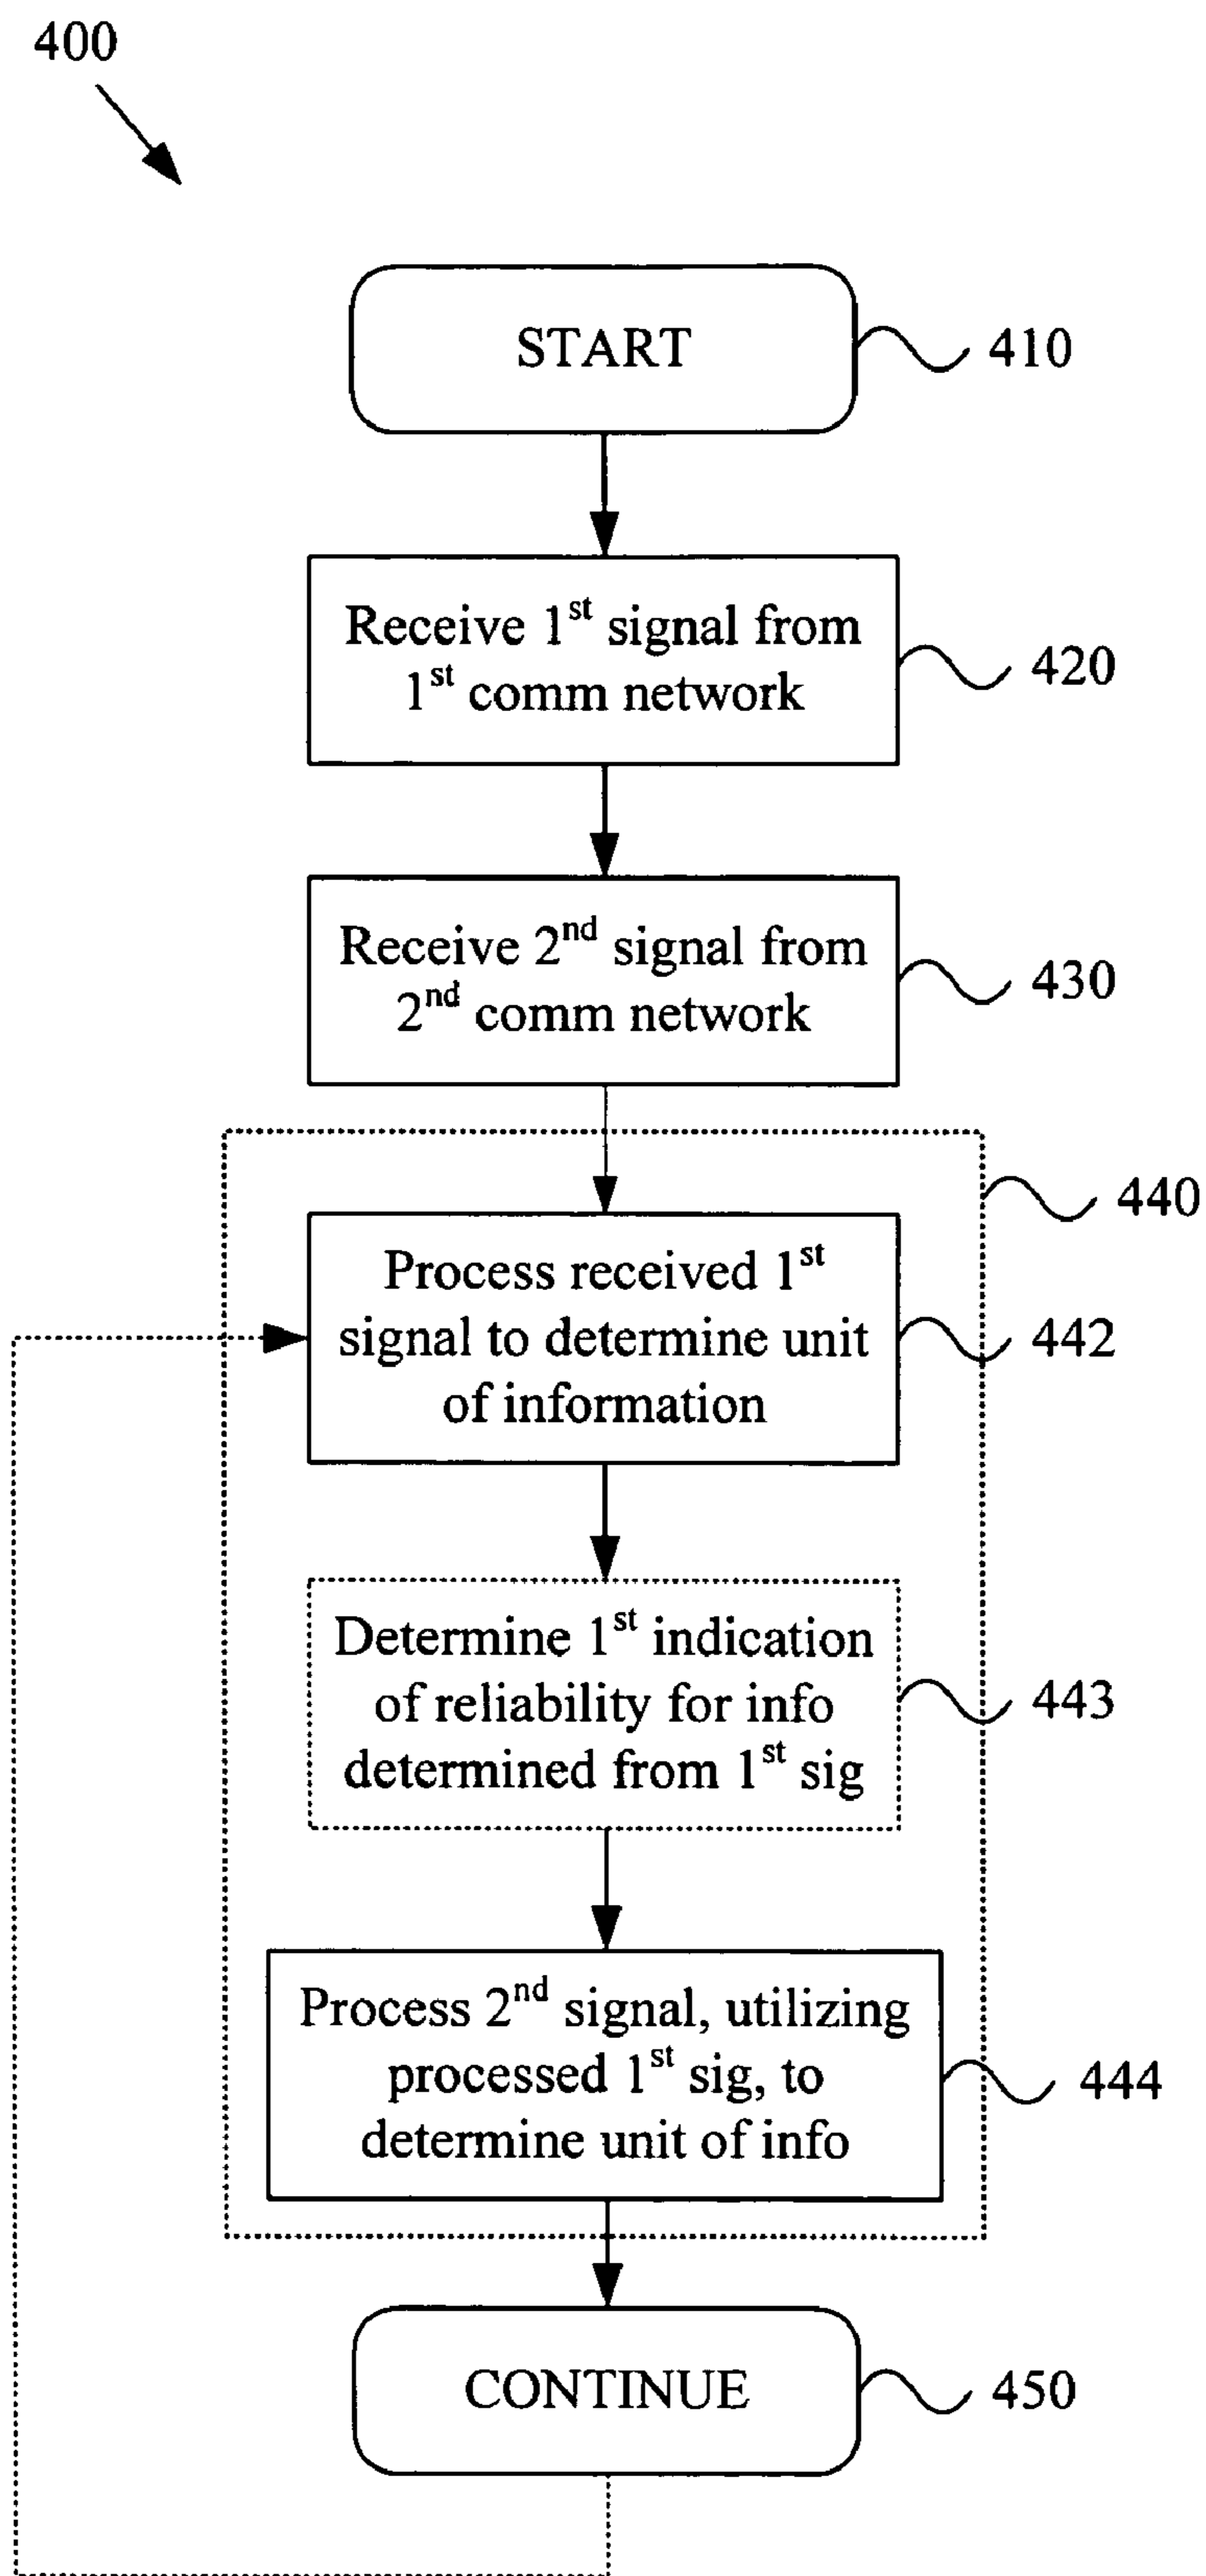 400
START
410
Receive 1st signal from
1st comm network
420
Receive 2nd signal from
2nd comm network
430
440
Process received 1st
signal to determine unit
of information
442
Determine 1st indication
of reliability for info
determined from 1st sig
443
Process 2nd signal, utilizing
processed 1st sig, to
determine unit of info
444
CONTINUE
450